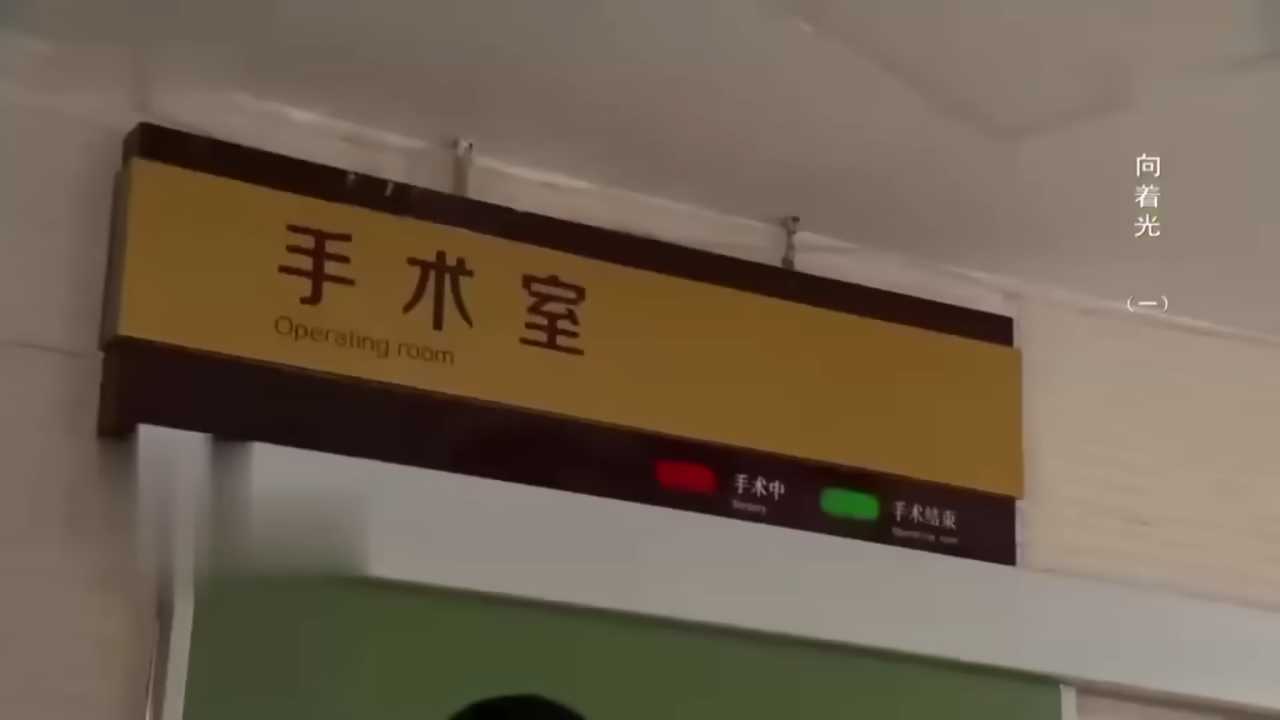 手术室
Operating room
手术中
手术结束
向着光
（一）